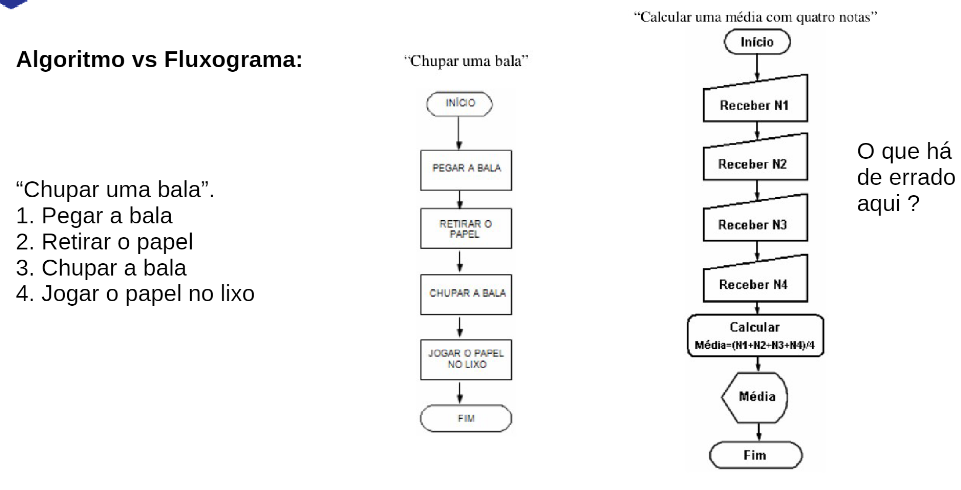 Algoritmo vs Fluxograma:
“Chupar uma bala”.
1. Pegar a bala
2. Retirar o papel
3. Chupar a bala
4. Jogar o papel no lixo
“Chupar uma bala”
INÍCIO
PEGAR A BALA
RETIRAR O
PAPEL
CHUPAR A BALA
JOGAR O PAPEL
NO LIXO
FIM
“Calcular uma média com quatro notas”
Início
Receber N1
Receber N2
Receber N3
Receber N4
Calcular
Média=(N1+N2+N3+N4)/4
Média
Fim
O que há
de errado
aqui ?